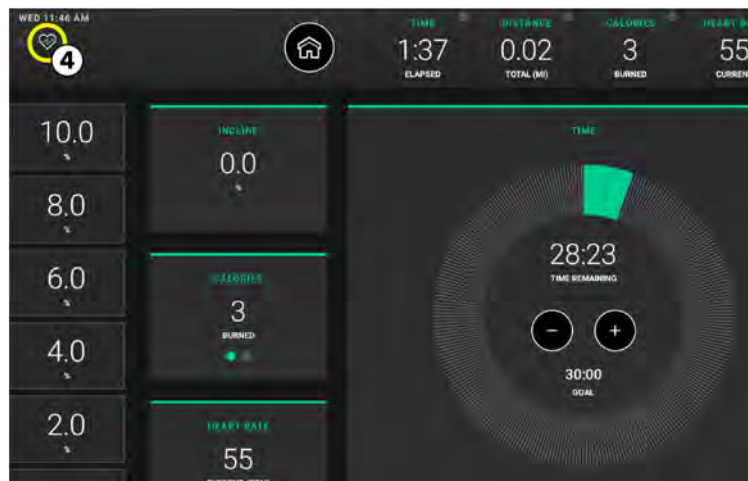 WED 11:46 AM
4
TIME
1:37
ELAPSED
DISTANCE
0.02
TOTAL (MI)
CALORIES
3
BURNED
HEART
55
CURREN
10.0
%
8.0
%
6.0
%
4.0
%
2.0
%
INCLINE
0.0
%
CALORIES
3
BURNED
HEART RATE
55
TIME
28:23
TIME REMAINING
− +
30:00
GOAL